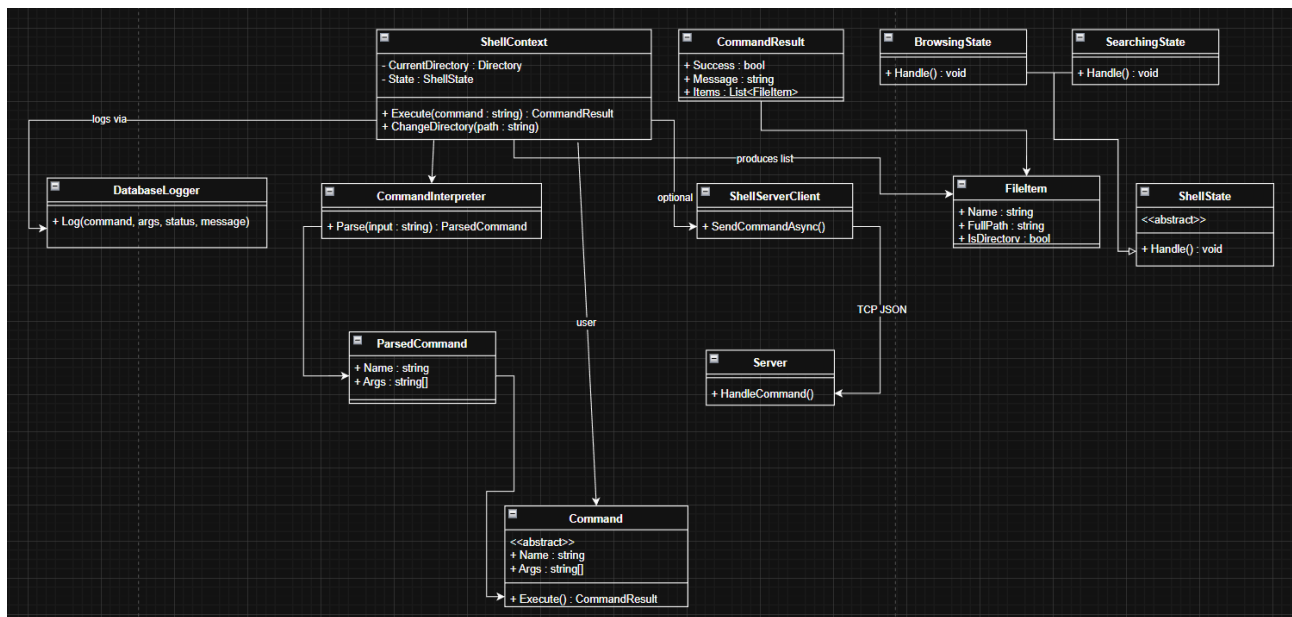 ShellContext
- CurrentDirectory : Directory
- State : ShellState
+ Execute(command : string) : CommandResult
+ ChangeDirectory(path : string)
CommandResult
+ Success : bool
+ Message : string
+ Items : List<FileItem>
BrowsingState
+ Handle() : void
SearchingState
+ Handle() : void
logs via
produces list
optional
DatabaseLogger
+ Log(command, args, status, message)
CommandInterpreter
+ Parse(input : string) : ParsedCommand
ShellServerClient
+ SendCommandAsync()
FileItem
+ Name : string
+ FullPath : string
+ IsDirectory : bool
ShellState
<<abstract>>
+ Handle() : void
user
TCP JSON
ParsedCommand
+ Name : string
+ Args : string[]
Server
+ HandleCommand()
Command
<<abstract>>
+ Name : string
+ Args : string[]
+ Execute() : CommandResult